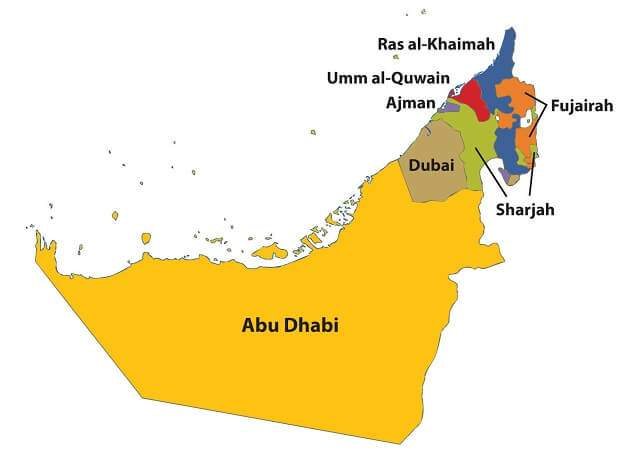 Ras al-Khaimah
Umm al-Quwain
Ajman
Fujairah
Dubai
Sharjah
Abu Dhabi